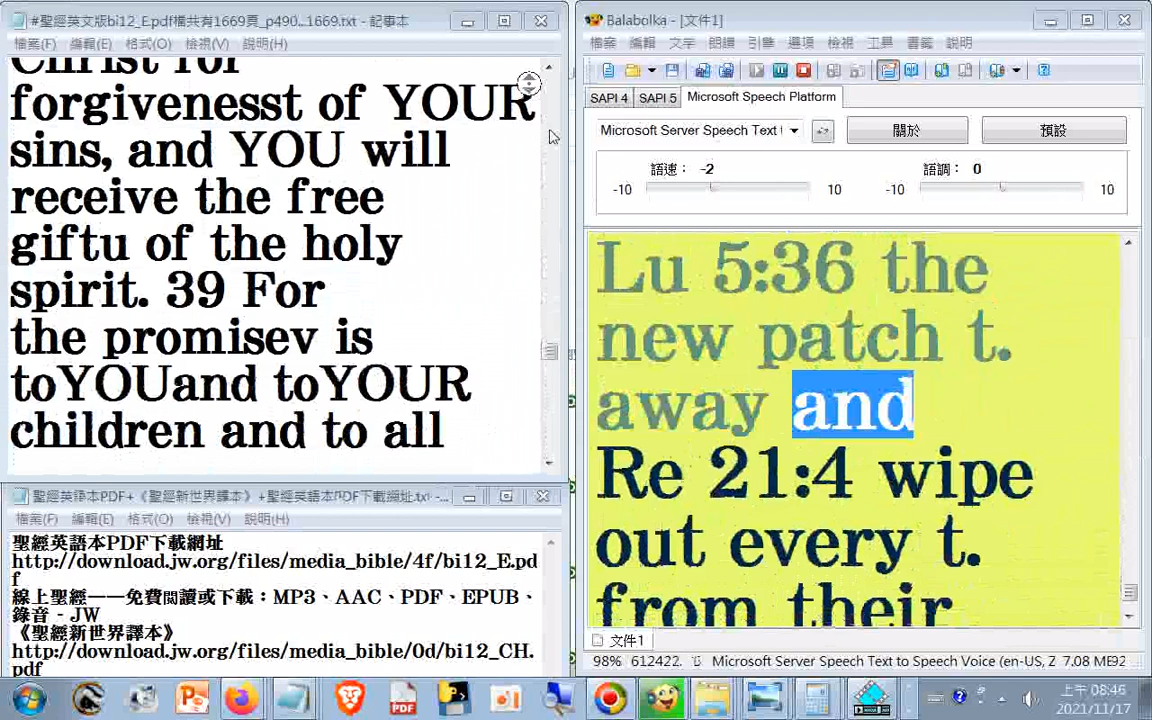 #聖經英文版bi12_E.pdf檔共有1669頁_p490...1669.txt - 記事本
檔案(F) 編輯(E) 格式(O) 檢視(V) 說明(H)
Christ for
forgivenesst of YOUR
sins, and YOU will
receive the free
giftu of the holy
spirit. 39 For
the promisev is
toYOUand toYOUR
children and to all
聖經英語本PDF+《聖經新世界譯本》+聖經英語本PDF下載網址.txt - ...
檔案(F) 編輯(E) 格式(O) 檢視(V) 說明(H)
聖經英語本PDF下載網址
http://download.jw.org/files/media_bible/4f/bi12_E.pd
f
線上聖經——免費閱讀或下載：MP3、AAC、PDF、EPUB、
錄音 - JW
《聖經新世界譯本》
http://download.jw.org/files/media_bible/0d/bi12_CH.
pdf
Balabolka - [文件1]
檔案 編輯 文字 朗讀 引擎 選項 檢視 工具 書籤 說明
SAPI 4 SAPI 5 Microsoft Speech Platform
Microsoft Server Speech Text 關於 預設
語速： -2 語調： 0
-10 10 -10 10
Lu 5:36 the
new patch t.
away and
Re 21:4 wipe
out every t.
from their
文件1
98% 612422. Microsoft Server Speech Text to Speech Voice (en-US, Z 7.08 ME92
上午 08:46
2021/11/17